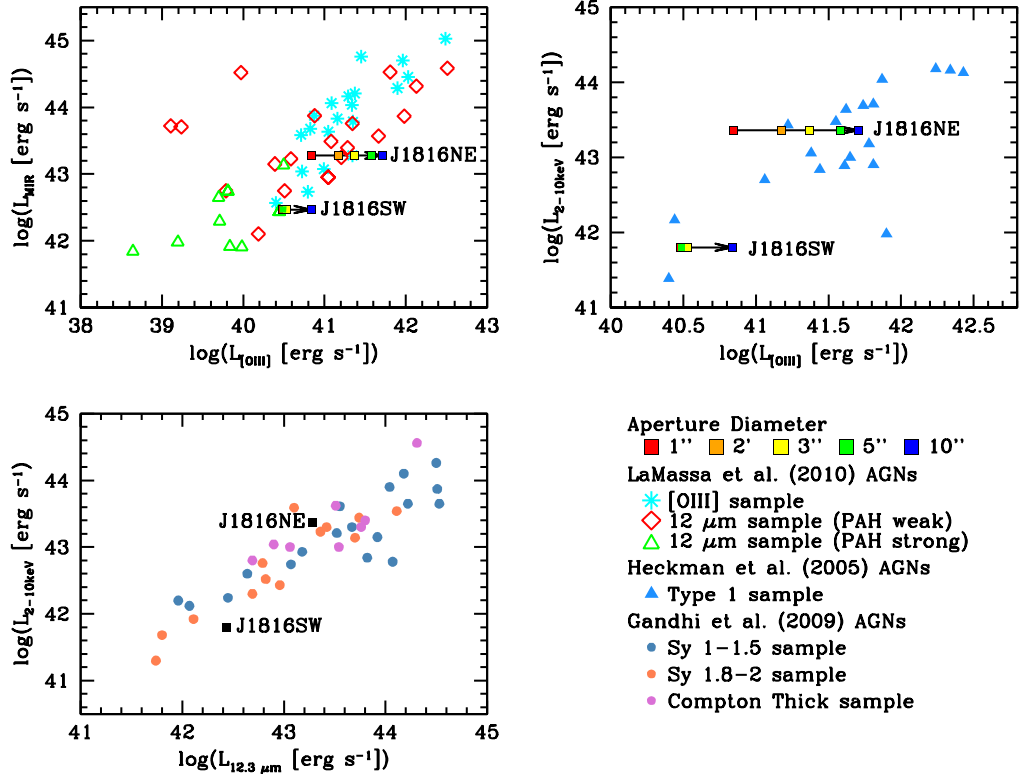 45
44
43
42
41
log(L_MIR [erg s⁻¹])
J1816NE
J1816SW
38 39 40 41 42 43
log(L_[OIII] [erg s⁻¹])
45
44
43
42
41
log(L_2−10keV [erg s⁻¹])
J1816NE
J1816SW
40 40.5 41 41.5 42 42.5
log(L_[OIII] [erg s⁻¹])
45
44
43
42
41
log(L_2−10keV [erg s⁻¹)
J1816NE
J1816SW
41 42 43 44 45
log(L_12.3 μm [erg s⁻¹])
Aperture Diameter
1'' 2' 3'' 5'' 10''
LaMassa et al. (2010) AGNs
[OIII] sample
12 μm sample (PAH weak)
12 μm sample (PAH strong)
Heckman et al. (2005) AGNs
Type 1 sample
Gandhi et al. (2009) AGNs
Sy 1−1.5 sample
Sy 1.8−2 sample
Compton Thick sample